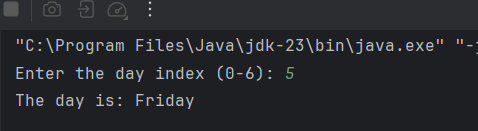 "C:\Program Files\Java\jdk-23\bin\java.exe" "-
Enter the day index (0-6): 5
The day is: Friday